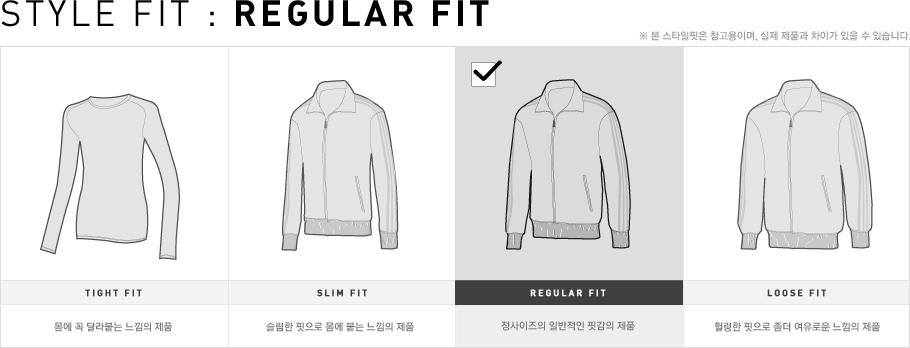 STYLE FIT : REGULAR FIT
※ 본 스타일핏은 참고용이며, 실제 제품과 차이가 있을 수 있습니다.
TIGHT FIT
SLIM FIT
REGULAR FIT
LOOSE FIT
몸에 꼭 달라붙는 느낌의 제품
슬림한 핏으로 몸에 붙는 느낌의 제품
정사이즈의 일반적인 핏감의 제품
헐렁한 핏으로 좀더 여유로운 느낌의 제품